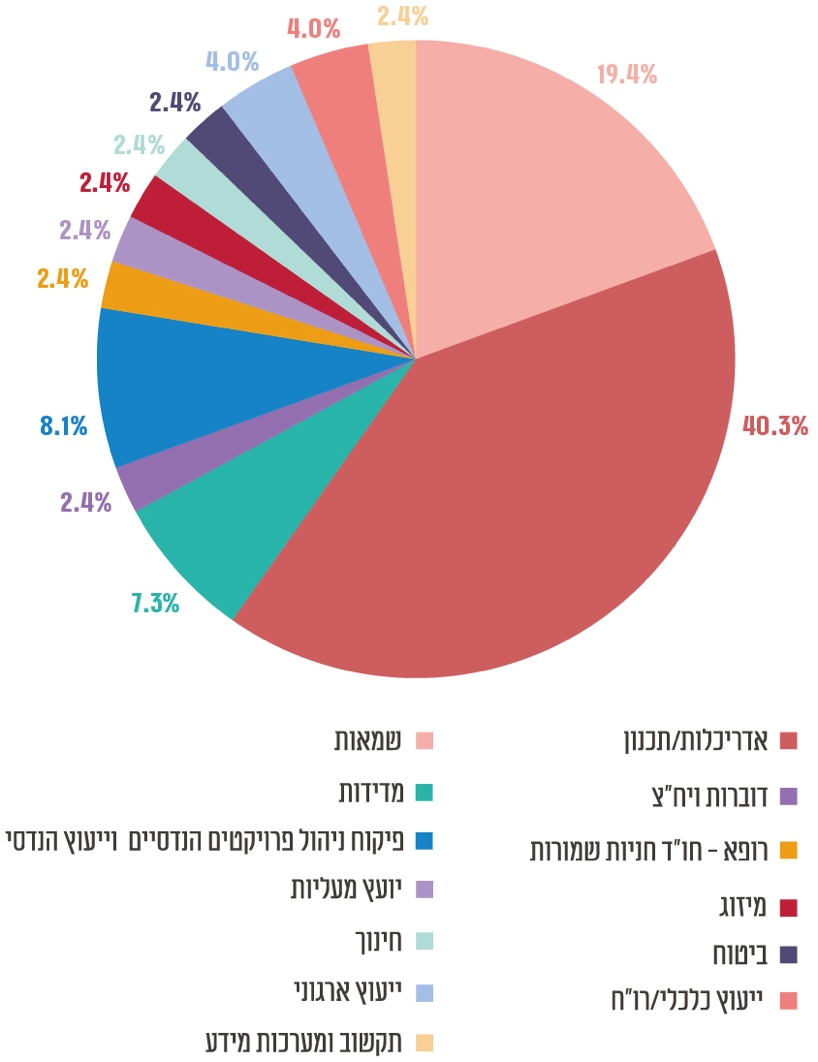 2.4%
4.0%
4.0%
19.4%
2.4%
2.4%
2.4%
2.4%
2.4%
8.1%
40.3%
2.4%
7.3%
אדריכלות/תכנון
שמאות
דוברות ויח"צ
מדידות
רופא - חו"ד חניות שמורות
פיקוח ניהול פרויקטים הנדסיים וייעוץ הנדסי
מיזוג
יועץ מעליות
ביטוח
חינוך
ייעוץ כלכלי/רו"ח
ייעוץ ארגוני
תקשוב ומערכות מידע